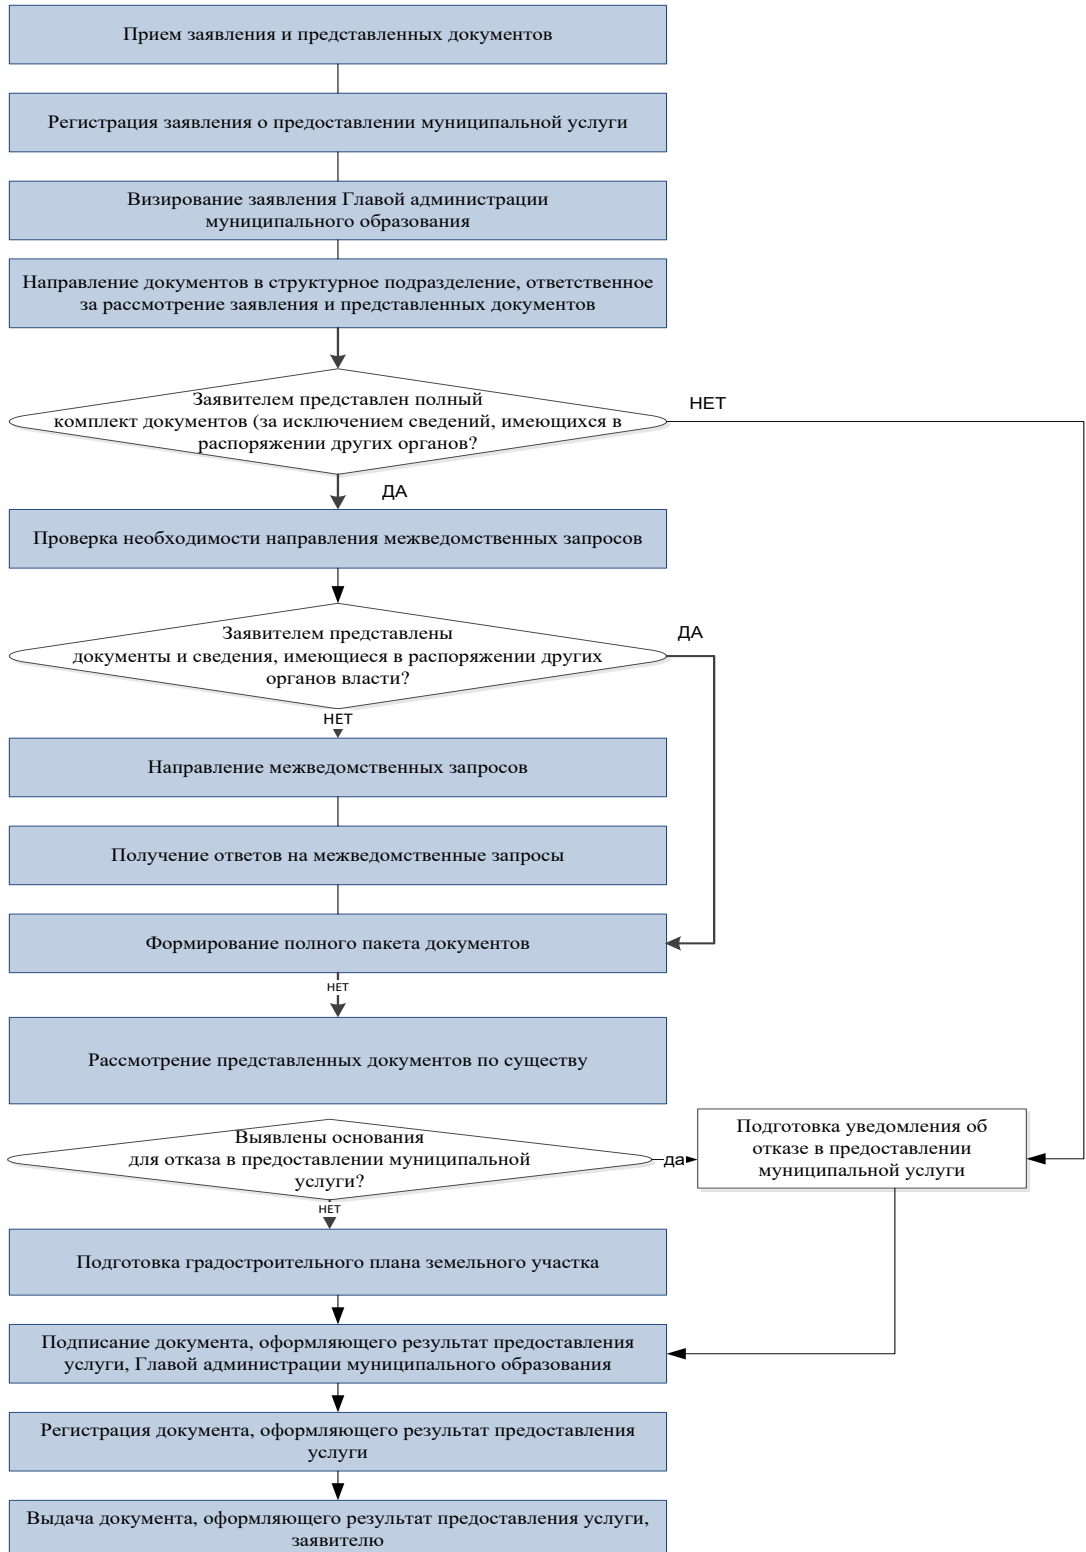 Прием заявления и представленных документов
Регистрация заявления о предоставлении муниципальной услуги
Визирование заявления Главой администрации
муниципального образования
Направление документов в структурное подразделение, ответственное
за рассмотрение заявления и представленных документов
Заявителем представлен полный
комплект документов (за исключением сведений, имеющихся в
распоряжении других органов?
НЕТ
ДА
Проверка необходимости направления межведомственных запросов
Заявителем представлены
документы и сведения, имеющиеся в распоряжении других
органов власти?
ДА
НЕТ
Направление межведомственных запросов
Получение ответов на межведомственные запросы
Формирование полного пакета документов
НЕТ
Рассмотрение представленных документов по существу
Выявлены основания
для отказа в предоставлении муниципальной
услуги?
да
Подготовка уведомления об
отказе в предоставлении
муниципальной услуги
НЕТ
Подготовка градостроительного плана земельного участка
Подписание документа, оформляющего результат предоставления
услуги, Главой администрации муниципального образования
Регистрация документа, оформляющего результат предоставления
услуги
Выдача документа, оформляющего результат предоставления услуги,
заявителю